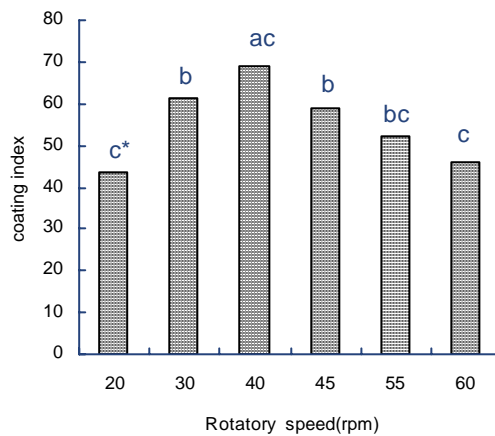 80
70
60
50
40
30
20
10
0
coating index
c*
b
ac
b
bc
c
20 30 40 45 55 60
Rotatory speed(rpm)